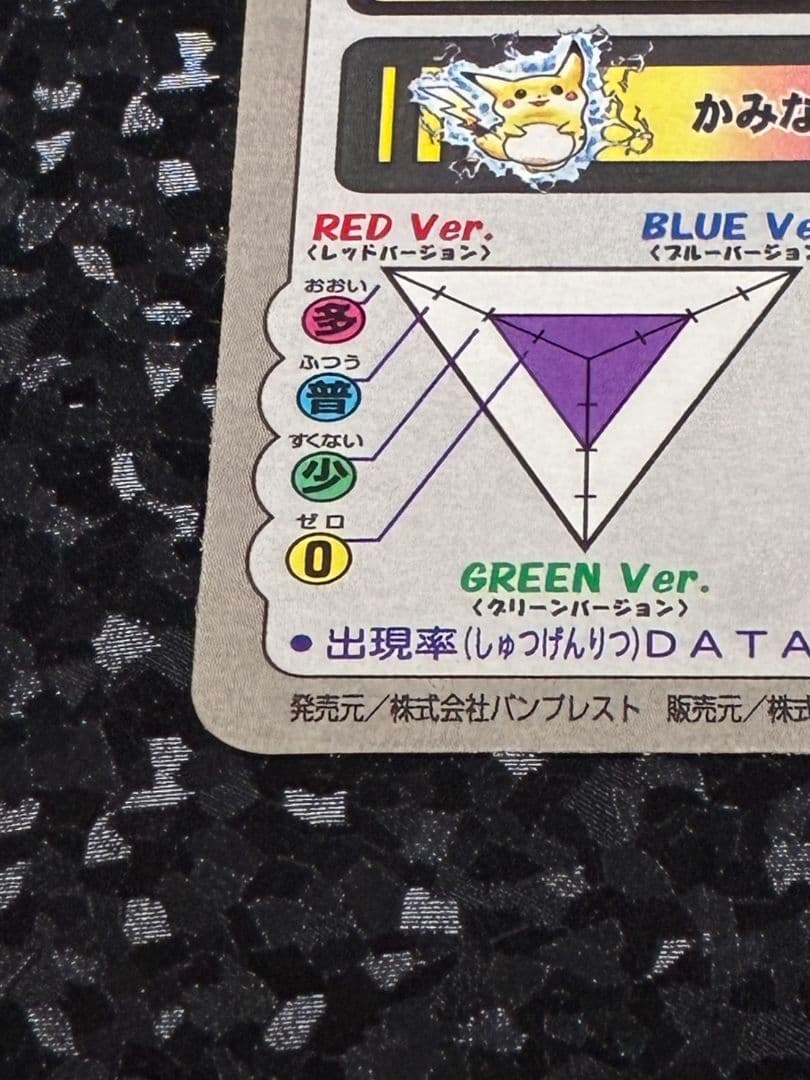 かみな
RED Ver.
BLUE Ve
〈レッドバージョン〉
〈ブルーバージョン
おおい
多
ふつう
普
すくない
少
ゼロ
0
GREEN Ver.
〈グリーンバージョン〉
●出現率(しゅつげんりつ)DATA
発売元／株式会社バンプレスト 販売元／株式